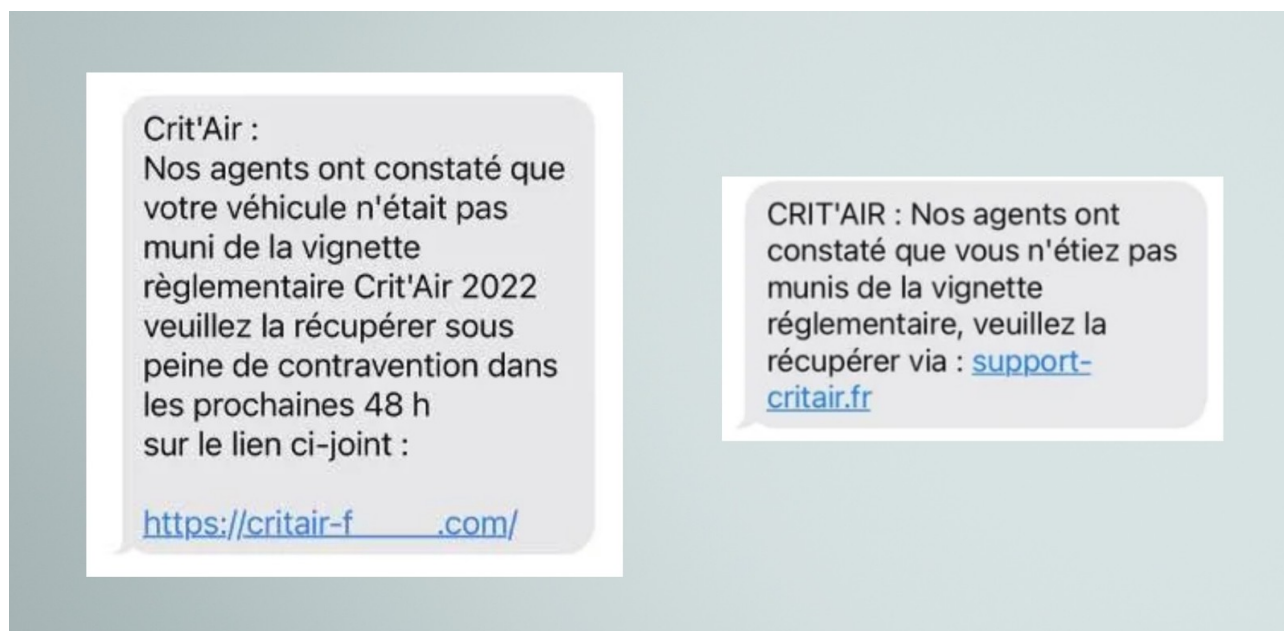 Crit'Air :
Nos agents ont constaté que
votre véhicule n'était pas
muni de la vignette
règlementaire Crit'Air 2022
veuillez la récupérer sous
peine de contravention dans
les prochaines 48 h
sur le lien ci-joint :
https://critair-f .com/
CRIT'AIR : Nos agents ont
constaté que vous n'étiez pas
munis de la vignette
réglementaire, veuillez la
récupérer via : support-
critair.fr